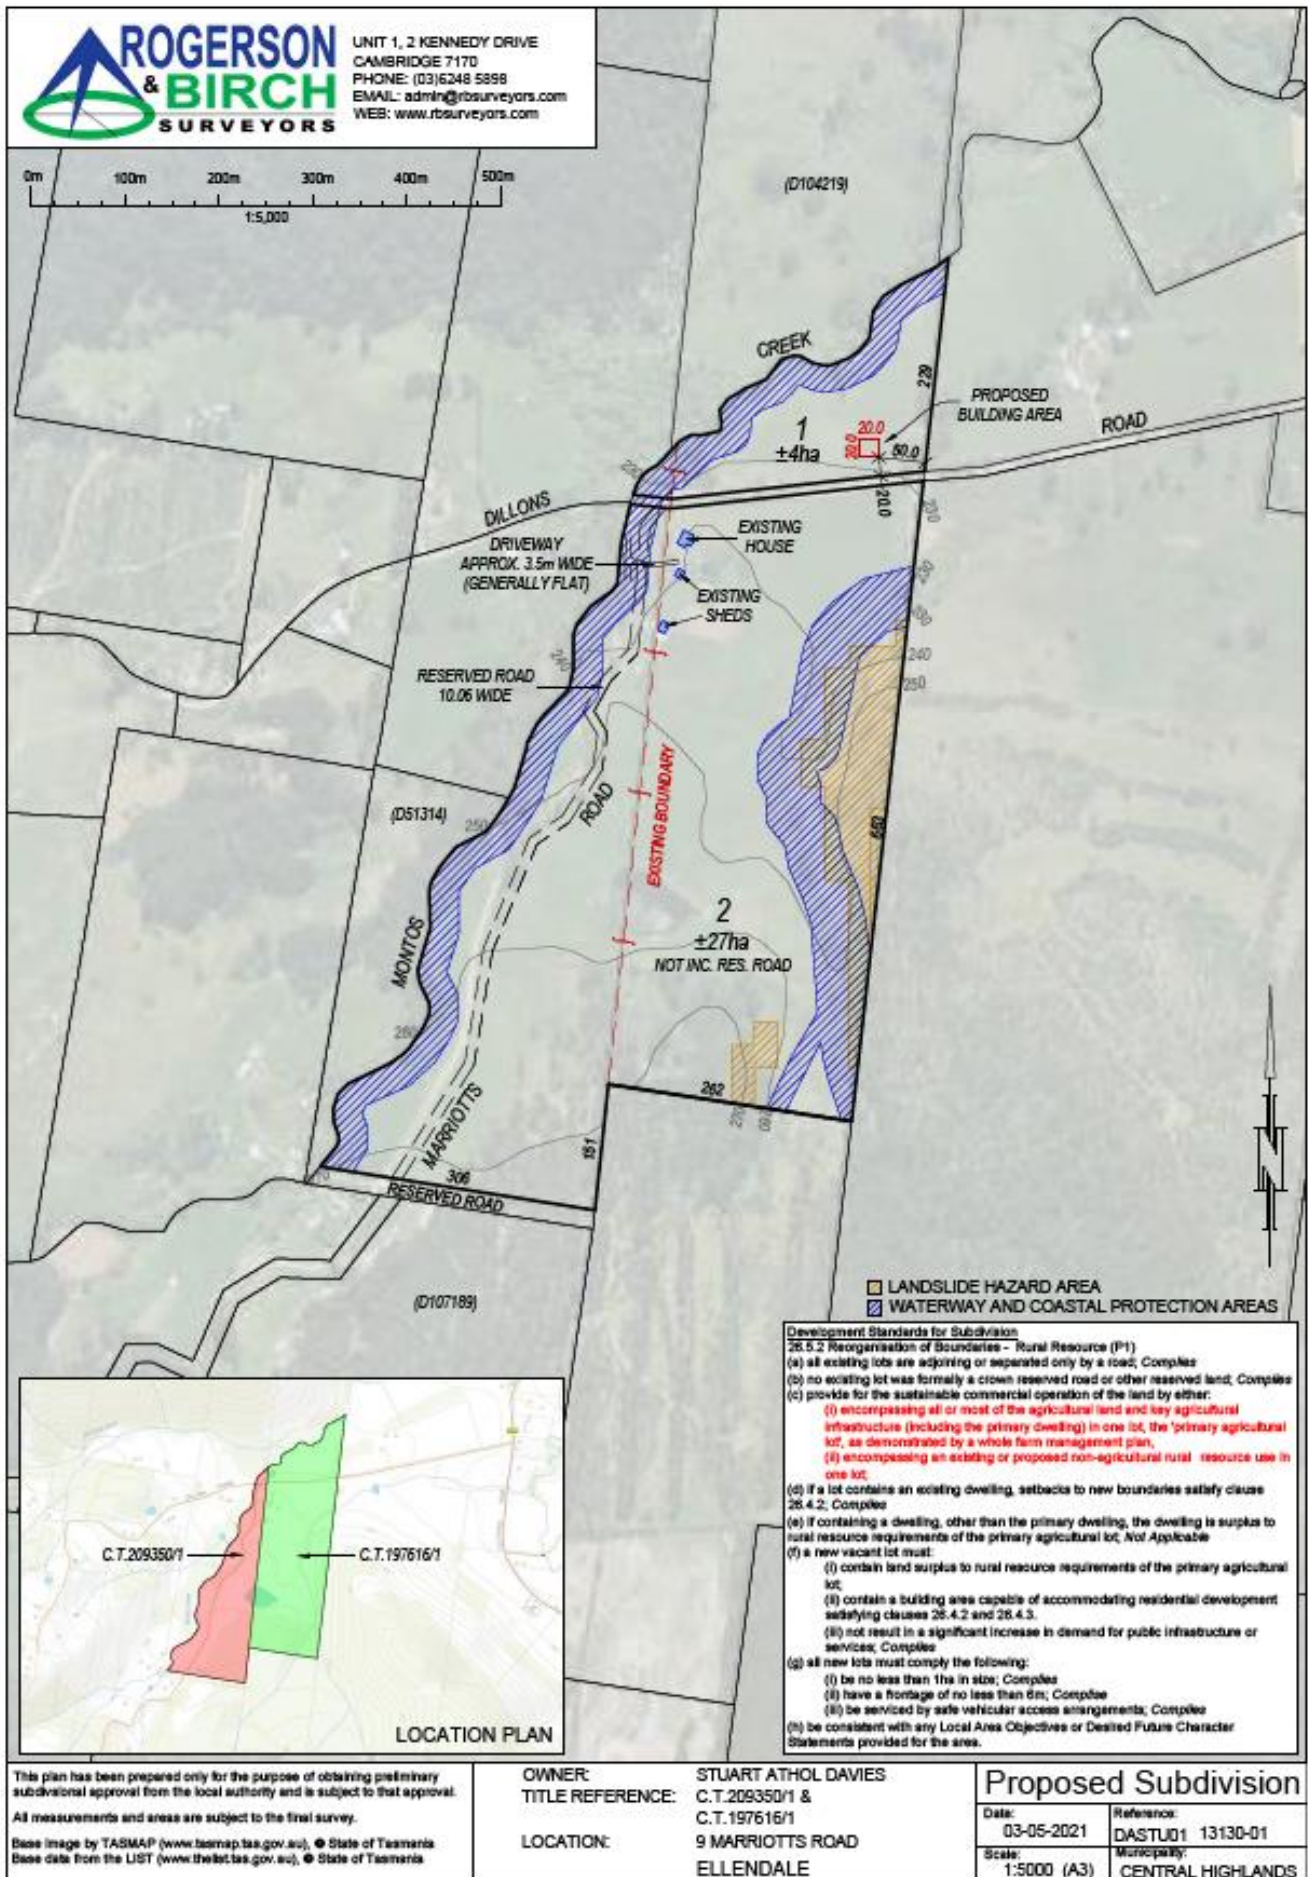 ROGERSON
& BIRCH
SURVEYORS
UNIT 1, 2 KENNEDY DRIVE
CAMBRIDGE 7170
PHONE: (03)6248 5898
EMAIL: admin@rbsurveyors.com
WEB: www.rbsurveyors.com
0m 100m 200m 300m 400m 500m
1:5,000
(D104219)
CREEK
229
PROPOSED
BUILDING AREA
ROAD
1
±4ha
20.0
20.0
50.0
20.0
DILLONS
230
230
230
DRIVEWAY
APPROX. 3.5m WIDE
(GENERALLY FLAT)
EXISTING
HOUSE
EXISTING
SHEDS
240
240
250
RESERVED ROAD
10.06 WIDE
EXISTING BOUNDARY
ROAD
(D51314)
250
2
±27ha
NOT INC. RES. ROAD
MONTOS
260
262
270
MARRIOTTS
151
306
RESERVED ROAD
(D107189)
N
LANDSLIDE HAZARD AREA
WATERWAY AND COASTAL PROTECTION AREAS
Development Standards for Subdivision
26.5.2 Reorganisation of Boundaries - Rural Resource (P1)
(a) all existing lots are adjoining or separated only by a road; Complies
(b) no existing lot was formally a crown reserved road or other reserved land; Complies
(c) provide for the sustainable commercial operation of the land by either:
(i) encompassing all or most of the agricultural land and key agricultural
infrastructure (including the primary dwelling) in one lot, the 'primary agricultural
lot', as demonstrated by a whole farm management plan,
(ii) encompassing an existing or proposed non-agricultural rural resource use in
one lot;
(d) if a lot contains an existing dwelling, setbacks to new boundaries satisfy clause
26.4.2; Complies
(e) if containing a dwelling, other than the primary dwelling, the dwelling is surplus to
rural resource requirements of the primary agricultural lot; Not Applicable
(f) a new vacant lot must:
(i) contain land surplus to rural resource requirements of the primary agricultural
lot;
(ii) contain a building area capable of accommodating residential development
satisfying clauses 26.4.2 and 26.4.3.
(iii) not result in a significant increase in demand for public infrastructure or
services; Complies
(g) all new lots must comply the following:
(i) be no less than 1ha in size; Complies
(ii) have a frontage of no less than 6m; Complies
(iii) be serviced by safe vehicular access arrangements; Complies
(h) be consistent with any Local Area Objectives or Desired Future Character
Statements provided for the area.
C.T.209350/1
C.T.197616/1
LOCATION PLAN
This plan has been prepared only for the purpose of obtaining preliminary
subdivisional approval from the local authority and is subject to that approval.
All measurements and areas are subject to the final survey.
Base image by TASMAP (www.tasmap.tas.gov.au), © State of Tasmania
Base data from the LIST (www.thelist.tas.gov.au), © State of Tasmania
OWNER: STUART ATHOL DAVIES
TITLE REFERENCE: C.T.209350/1 &
C.T.197616/1
LOCATION: 9 MARRIOTTS ROAD
ELLENDALE
Proposed Subdivision
Date: 03-05-2021
Reference: DASTU01 13130-01
Scale: 1:5000 (A3)
Municipality: CENTRAL HIGHLANDS